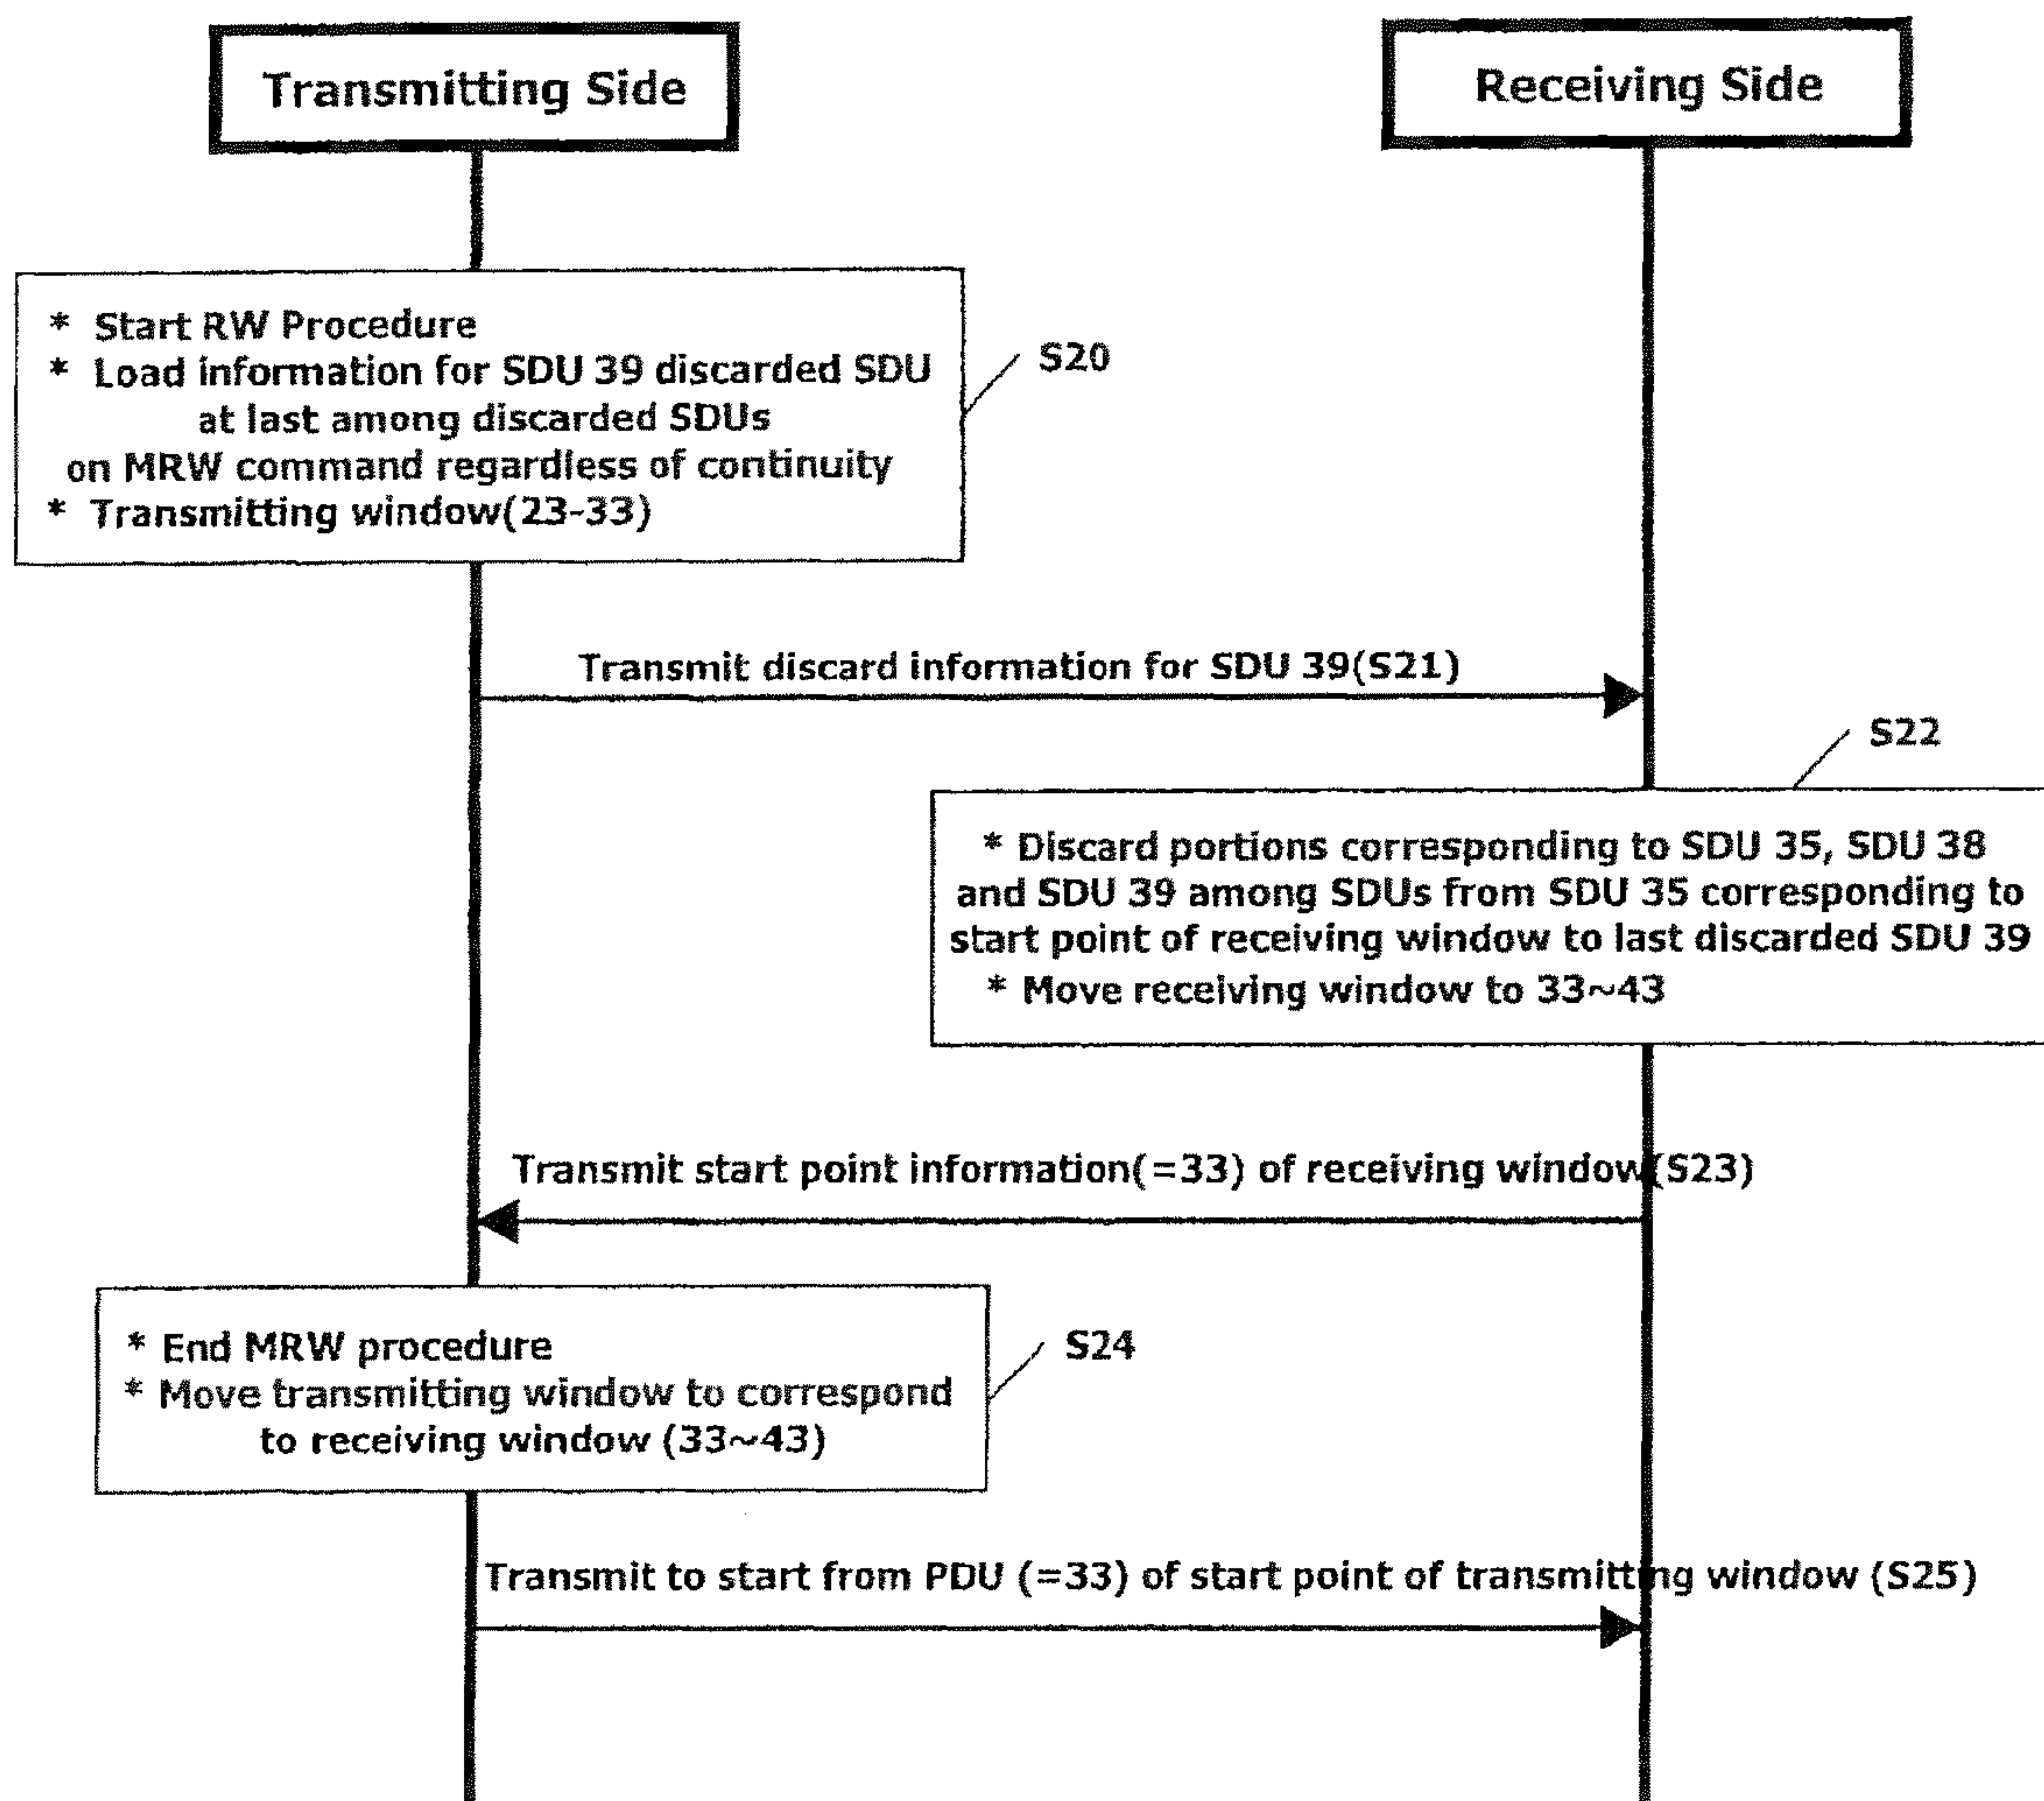 Transmitting Side
Receiving Side
* Start RW Procedure
* Load information for SDU 39 discarded SDU
at last among discarded SDUs
on MRW command regardless of continuity
* Transmitting window(23-33)
S20
Transmit discard information for SDU 39(S21)
S22
* Discard portions corresponding to SDU 35, SDU 38
and SDU 39 among SDUs from SDU 35 corresponding to
start point of receiving window to last discarded SDU 39
* Move receiving window to 33~43
Transmit start point information(=33) of receiving window(S23)
* End MRW procedure
* Move transmitting window to correspond
to receiving window (33~43)
S24
Transmit to start from PDU (=33) of start point of transmitting window (S25)